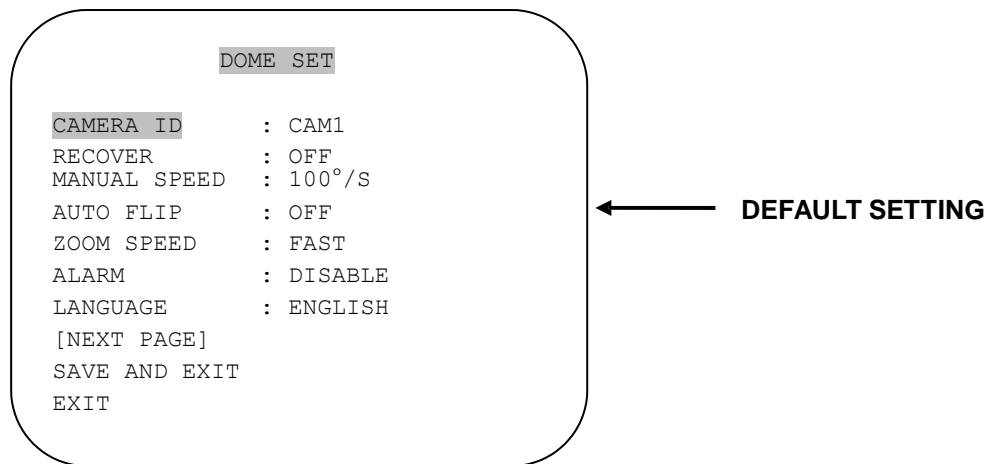 DOME SET
CAMERA ID : CAM1
RECOVER : OFF
MANUAL SPEED : 100°/S
AUTO FLIP : OFF
DEFAULT SETTING
ZOOM SPEED : FAST
ALARM : DISABLE
LANGUAGE : ENGLISH
[NEXT PAGE]
SAVE AND EXIT
EXIT